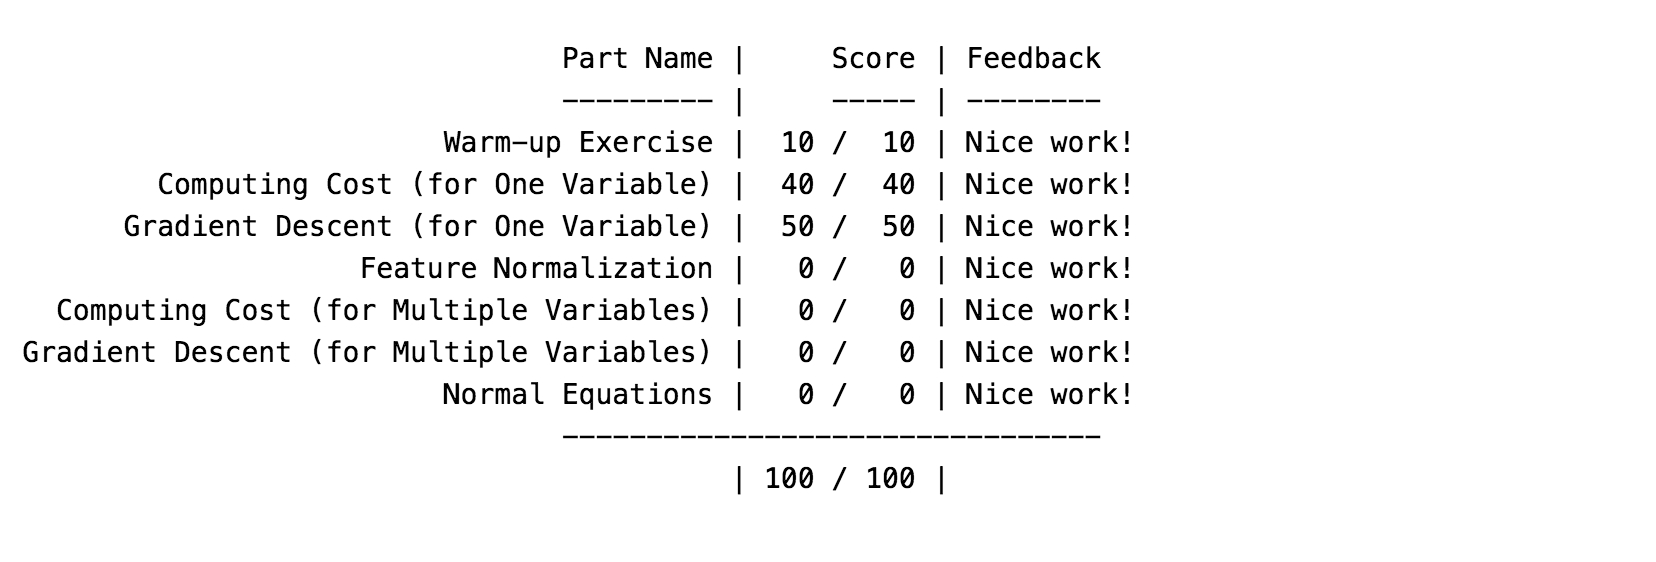 Part Name |     Score | Feedback
--------- |     ----- | --------
Warm-up Exercise |  10 /  10 | Nice work!
Computing Cost (for One Variable) |  40 /  40 | Nice work!
Gradient Descent (for One Variable) |  50 /  50 | Nice work!
Feature Normalization |   0 /   0 | Nice work!
Computing Cost (for Multiple Variables) |   0 /   0 | Nice work!
Gradient Descent (for Multiple Variables) |   0 /   0 | Nice work!
Normal Equations |   0 /   0 | Nice work!
--------------------------------
| 100 / 100 |